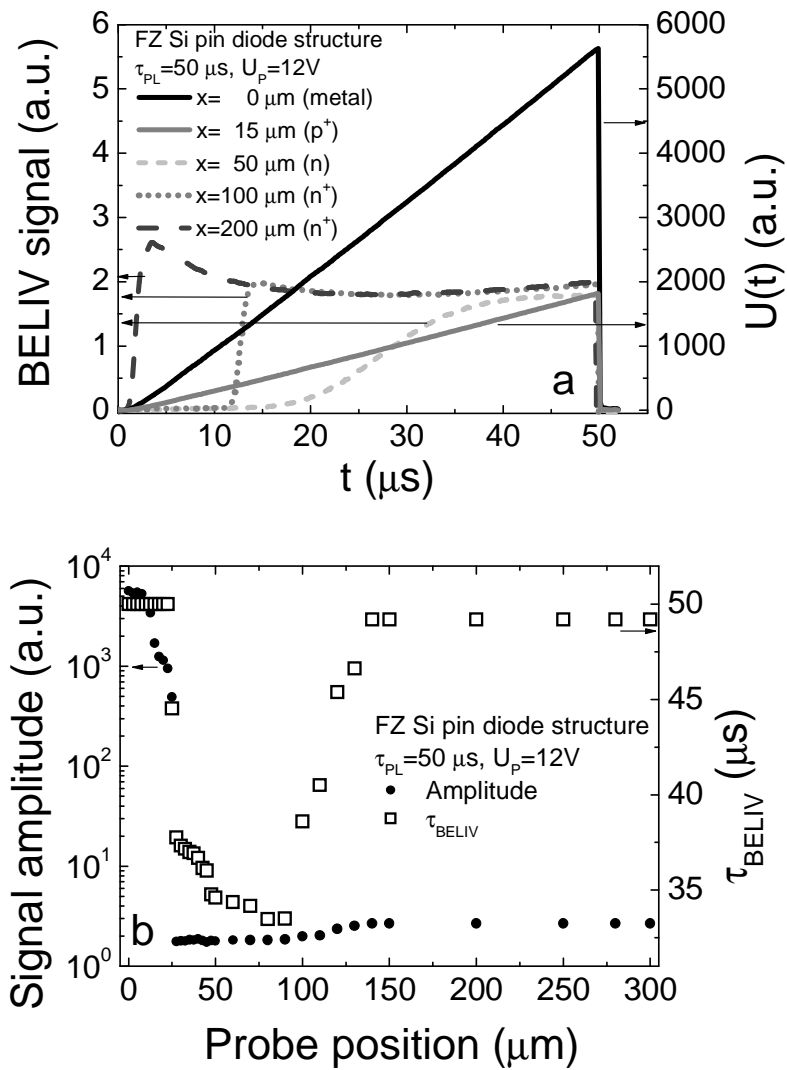 BELIV signal (a.u.)
6
5
4
3
2
1
0
FZ Si pin diode structure
τPL=50 μs, UP=12V
x= 0 μm (metal)
x= 15 μm (p+)
x= 50 μm (n)
x=100 μm (n+)
x=200 μm (n+)
a
6000
5000
4000
3000
2000
1000
0
U(t) (a.u.)
0 10 20 30 40 50
t (μs)
Signal amplitude (a.u.)
10^4
10^3
10^2
10^1
10^0
FZ Si pin diode structure
τPL=50 μs, UP=12V
Amplitude
τBELIV
b
50
45
40
35
τBELIV (μs)
0 50 100 150 200 250 300
Probe position (μm)